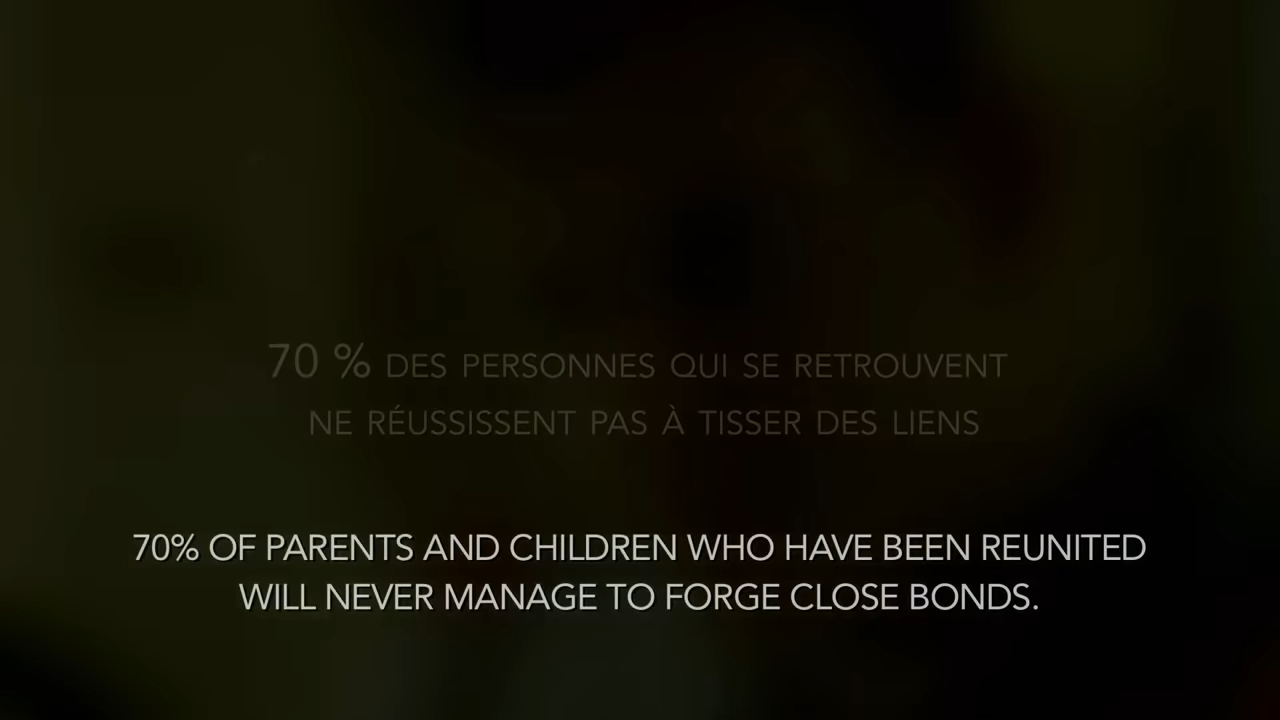 70 % DES PERSONNES QUI SE RETROUVENT
NE RÉUSSISSENT PAS À TISSER DES LIENS
70% OF PARENTS AND CHILDREN WHO HAVE BEEN REUNITED
WILL NEVER MANAGE TO FORGE CLOSE BONDS.